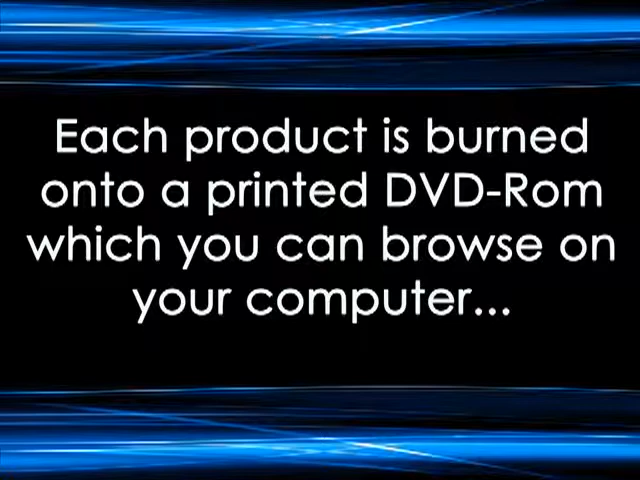 Each product is burned
onto a printed DVD-Rom
which you can browse on
your computer...